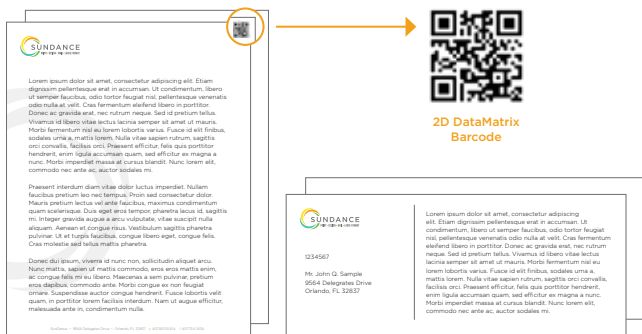 SUNDANCE
Lorem ipsum dolor sit amet, consectetur adipiscing elit. Etiam
dignissim pellentesque erat in accumsan. Ut condimentum, libero
ut semper faucibus, odio tortor feugiat nisl, quis commodo nisl
odio nulla at velit. Cras fermentum eleifend libero in porttitor.
Donec ac gravida erat, nec rutrum neque. Sed id pretium tellus.
Vivamus id libero vitae lectus lacinia semper sit amet ut mauris.
Morbi fermentum nisl eu lorem lobortis varius. Fusce id elit finibus,
sodales urna a, mattis lorem. Nulla vitae sapien rutrum, sagittis
orci convallis, facilisis orci. Praesent efficitur, felis quis porttitor
hendrerit, enim ligula accumsan quam, sed efficitur ex magna a
nunc. Morbi imperdiet massa at cursus blandit. Nunc lorem elit,
commodo nec ante ac, auctor sodales mi.
Praesent interdum diam vitae dolor luctus imperdiet. Nullam
faucibus pretium leo nec tempus. Proin sed consectetur dolor.
Mauris pretium lectus vel ante faucibus, maximus condimentum
quam scelerisque. Duis eget eros tempor, pharetra lacus id, sagittis
mi. Integer gravida augue a arcu vulputate, vitae suscipit nulla
aliquam. Aenean et congue risus. Vestibulum sagittis pharetra
pulvinar. Ut et turpis faucibus, congue libero eget, congue felis.
Cras molestie sed tellus mattis pharetra.
Donec dui ipsum, viverra id nunc non, sollicitudin aliquet arcu.
Nunc mattis, sapien ut mattis commodo, eros eros mattis enim,
ac congue felis mi eu libero. Maecenas a sem pulvinar, pretium
eros dapibus, commodo ante. Morbi congue ex non feugiat
ornare. Suspendisse auctor congue hendrerit. Fusce lobortis velit
quam, in porttitor lorem facilisis interdum. Nam ut augue efficitur,
malesuada ante in, condimentum nulla.
2D DataMatrix
Barcode
SUNDANCE
1234567
Mr. John Q. Sample
9564 Delegrates Drive
Orlando, FL 32837
Lorem ipsum dolor sit amet, consectetur adipiscing
elit. Etiam dignissim pellentesque erat in accumsan. Ut
condimentum, libero ut semper faucibus, odio tortor
feugiat nisl, quis commodo nisl odio nulla at velit. Cras fermentum
eleifend libero in porttitor. Donec ac gravida erat, nec rutrum
neque. Sed id pretium tellus. Vivamus id libero vitae lectus
lacinia semper sit amet ut mauris. Morbi fermentum nisl eu
lorem lobortis varius. Fusce id elit finibus, sodales urna a,
mattis lorem. Nulla vitae sapien rutrum, sagittis orci convallis,
facilisis orci. Praesent efficitur, felis quis porttitor hendrerit,
enim ligula accumsan quam, sed efficitur ex magna a nunc.
Morbi imperdiet massa at cursus blandit. Nunc lorem elit,
commodo nec ante ac, auctor sodales mi.